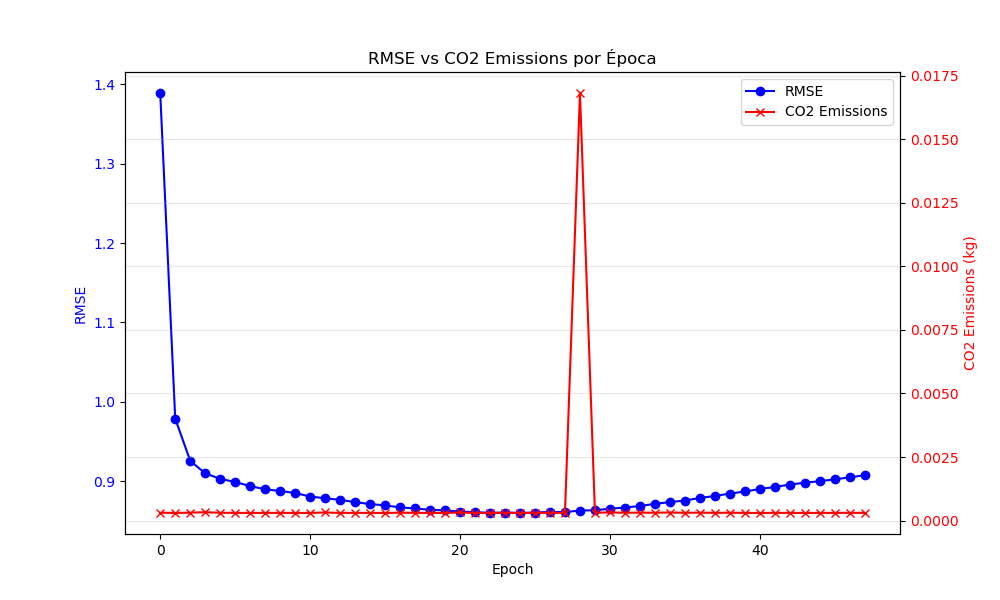 RMSE vs CO2 Emissions por Época
RMSE
CO2 Emissions
1.4
1.3
1.2
1.1
1.0
0.9
RMSE
0.0175
0.0150
0.0125
0.0100
0.0075
0.0050
0.0025
0.0000
CO2 Emissions (kg)
0 10 20 30 40
Epoch